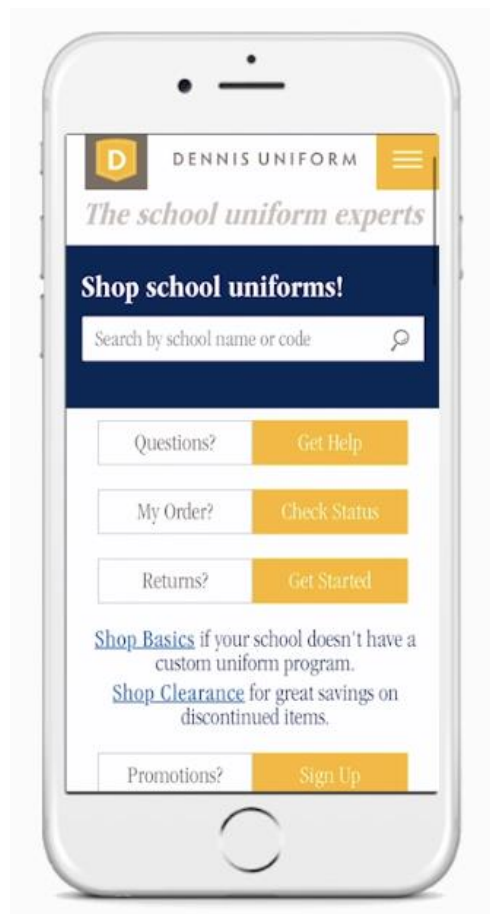 D
DENNIS UNIFORM
The school uniform experts
Shop school uniforms!
Search by school name or code
Questions? Get Help
My Order? Check Status
Returns? Get Started
Shop Basics if your school doesn't have a
custom uniform program.
Shop Clearance for great savings on
discontinued items.
Promotions? Sign Up